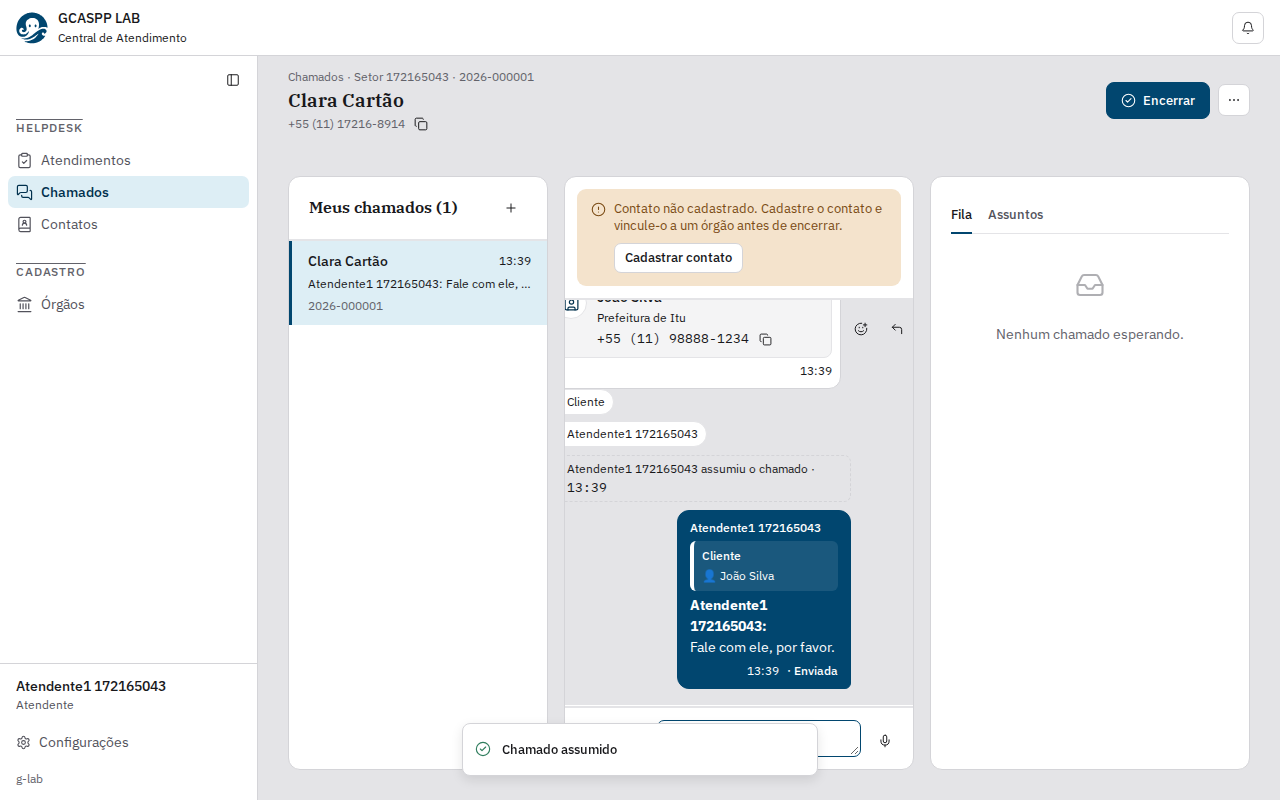 GCASPP LAB
Central de Atendimento
HELPDESK
Atendimentos
Chamados
Contatos
CADASTRO
Órgãos
Atendente1 172165043
Atendente
Configurações
g-lab
Chamados · Setor 172165043 · 2026-000001
Clara Cartão
+55 (11) 17216-8914
Encerrar
Meus chamados (1)
Clara Cartão 13:39
Atendente1 172165043: Fale com ele, ...
2026-000001
Contato não cadastrado. Cadastre o contato e
vincule-o a um órgão antes de encerrar.
Cadastrar contato
João Silva
Prefeitura de Itu
+55 (11) 98888-1234
13:39
Cliente
Atendente1 172165043
Atendente1 172165043 assumiu o chamado ·
13:39
Atendente1 172165043
Cliente
👤 João Silva
Atendente1
172165043:
Fale com ele, por favor.
13:39 · Enviada
Chamado assumido
Fila Assuntos
Nenhum chamado esperando.